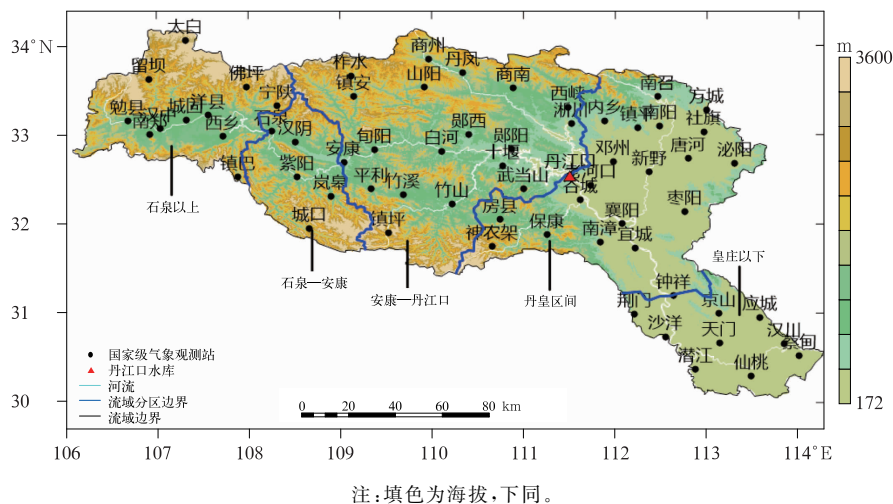 34°N
33
32
31
30
106
107
108
109
110
111
112
113
114°E
m
3600
172
太白
留坝
佛坪
宁陕
勉县
汉中
城固
洋县
南郑
西乡
石泉
汉阴
镇巴
紫阳
岚皋
城口
柞水
镇安
商州
丹凤
山阳
商南
旬阳
安康
白河
郧西
郧阳
十堰
平利
竹溪
竹山
镇坪
武当山
房县
神农架
保康
西峡
淅川
内乡
南召
镇平
南阳
方城
社旗
泌阳
唐河
邓州
新野
丹江口
老河口
谷城
襄阳
枣阳
南漳
宜城
钟祥
荆门
京山
应城
沙洋
天门
汉川
蔡甸
潜江
仙桃
石泉以上
石泉—安康
安康—丹江口
丹皇区间
皇庄以下
国家级气象观测站
丹江口水库
河流
流域分区边界
流域边界
0 20 40 60 80 km
注:填色为海拔,下同。